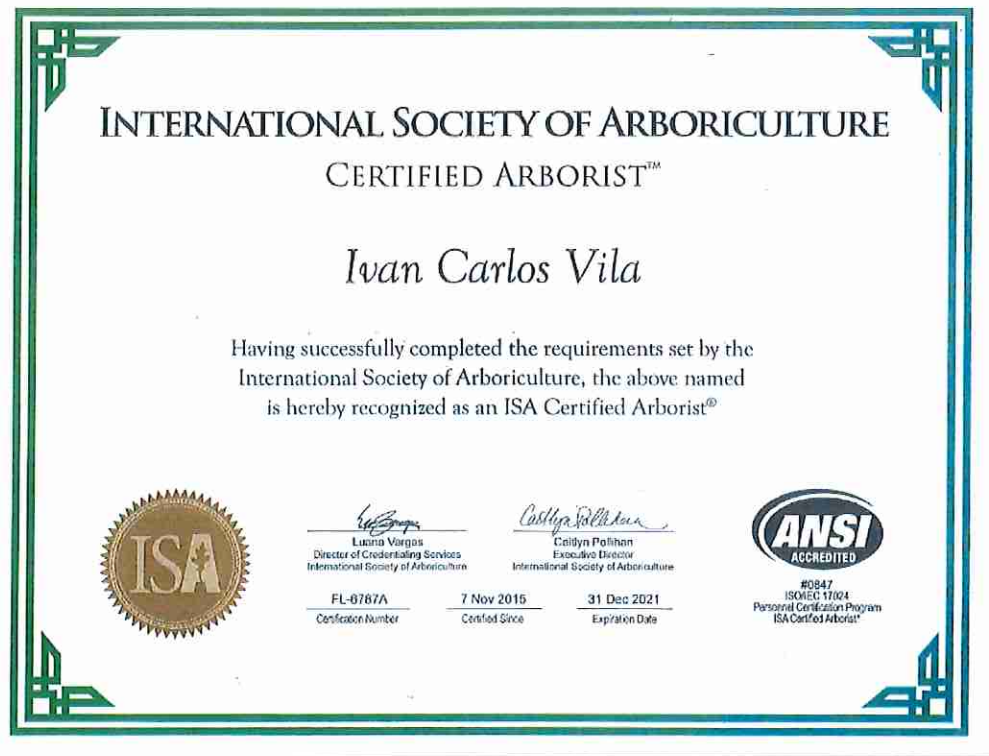 INTERNATIONAL SOCIETY OF ARBORICULTURE
CERTIFIED ARBORIST™
Ivan Carlos Vila
Having successfully completed the requirements set by the
International Society of Arboriculture, the above named
is hereby recognized as an ISA Certified Arborist®
ISA
Luana Vargas
Director of Credentialing Services
International Society of Arboriculture
Caitlyn Pollihan
Executive Director
International Society of Arboriculture
FL-6787A
Certification Number
7 Nov 2015
Certified Since
31 Dec 2021
Expiration Date
ANSI
ACCREDITED
#0847
ISO/IEC 17024
Personnel Certification Program
ISA Certified Arborist®